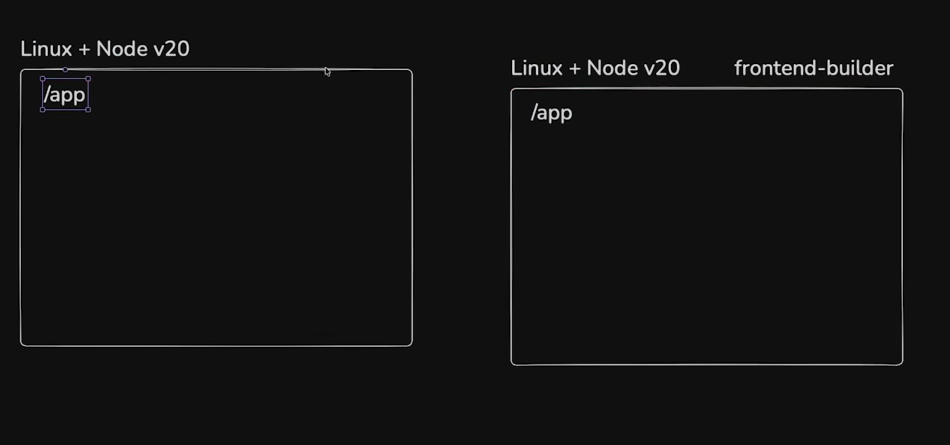 Linux + Node v20
/app
Linux + Node v20 frontend-builder
/app